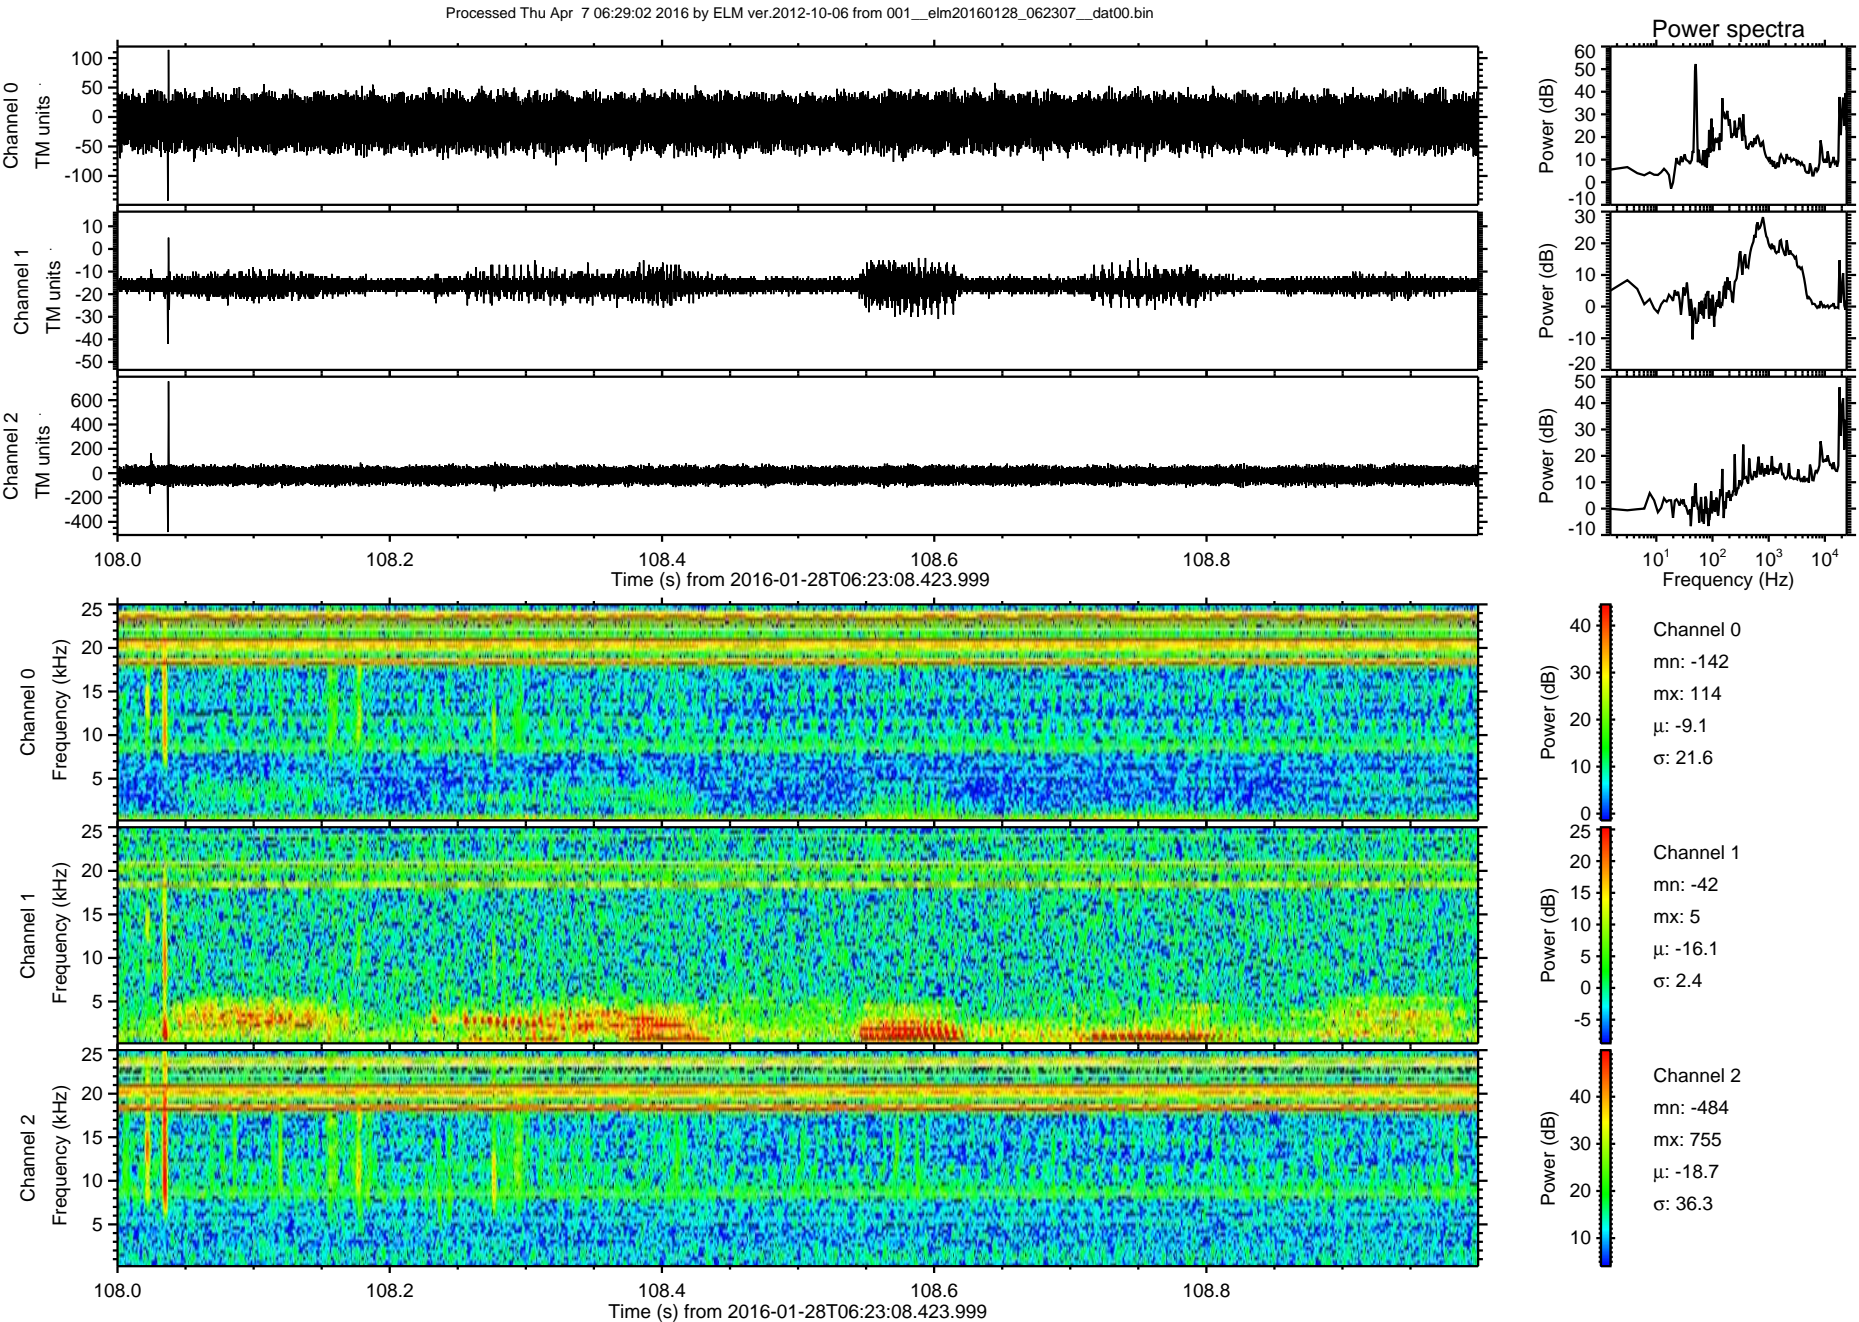 Processed Thu Apr  7 06:29:02 2016 by ELM ver.2012-10-06 from 001__elm20160128_062307__dat00.bin
Power spectra
Channel 0
TM units
100
50
0
-50
-100
Power (dB)
60
50
40
30
20
10
0
-10
Channel 1
TM units
10
0
-10
-20
-30
-40
-50
Power (dB)
30
20
10
0
-10
-20
Channel 2
TM units
600
400
200
0
-200
-400
Power (dB)
50
40
30
20
10
0
-10
108.0 108.2 108.4 108.6 108.8
Time (s) from 2016-01-28T06:23:08.423.999
10¹ 10² 10³ 10⁴
Frequency (Hz)
Channel 0
Frequency (kHz)
25
20
15
10
5
Power (dB)
40
30
20
10
0
Channel 0
mn: -142
mx: 114
μ: -9.1
σ: 21.6
Channel 1
Frequency (kHz)
25
20
15
10
5
Power (dB)
25
20
15
10
5
0
-5
Channel 1
mn: -42
mx: 5
μ: -16.1
σ: 2.4
Channel 2
Frequency (kHz)
25
20
15
10
5
Power (dB)
40
30
20
10
Channel 2
mn: -484
mx: 755
μ: -18.7
σ: 36.3
108.0 108.2 108.4 108.6 108.8
Time (s) from 2016-01-28T06:23:08.423.999